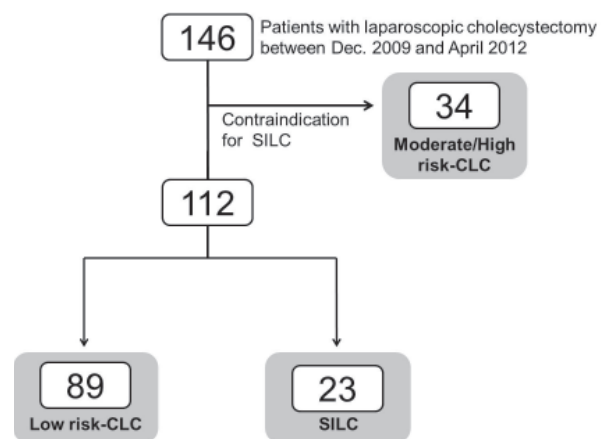 146
Patients with laparoscopic cholecystectomy
between Dec. 2009 and April 2012
Contraindication
for SILC
34
Moderate/High
risk-CLC
112
89
Low risk-CLC
23
SILC